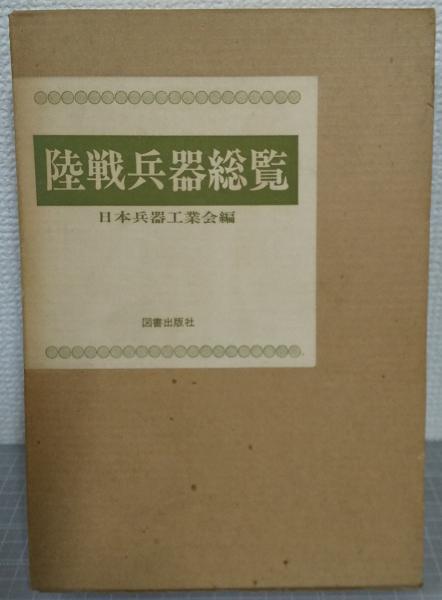 陸戦兵器総覧
日本兵器工業会編
図書出版社